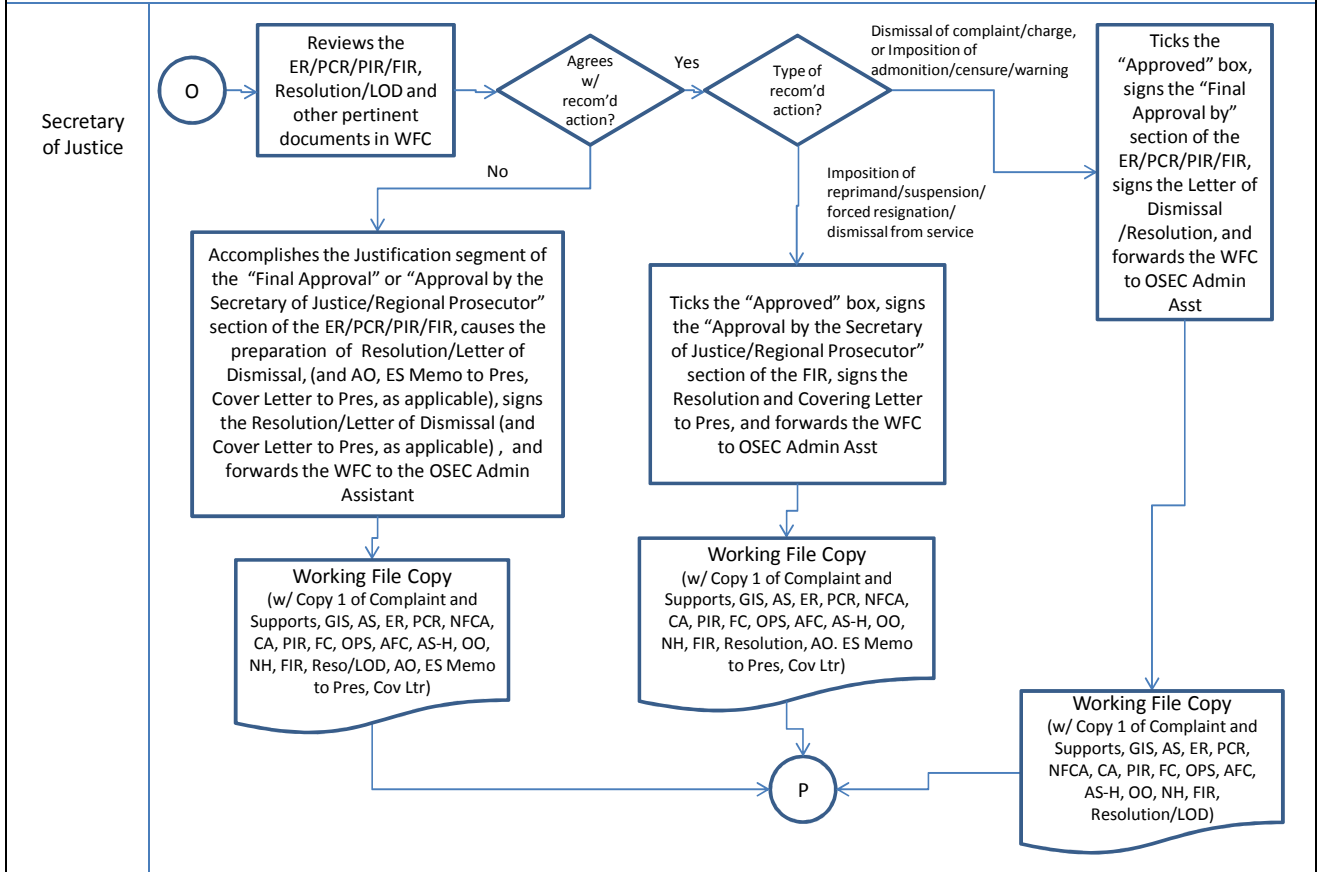 Secretary
of Justice
O
Reviews the
ER/PCR/PIR/FIR,
Resolution/LOD and
other pertinent
documents in WFC
Agrees
w/
recom’d
action?
Yes
No
Type of
recom’d
action?
Dismissal of complaint/charge,
or Imposition of
admonition/censure/warning
Imposition of
reprimand/suspension/
forced resignation/
dismissal from service
Ticks the
“Approved” box,
signs the “Final
Approval by”
section of the
ER/PCR/PIR/FIR,
signs the Letter of
Dismissal
/Resolution, and
forwards the WFC
to OSEC Admin
Asst
Accomplishes the Justification segment of
the “Final Approval” or “Approval by the
Secretary of Justice/Regional Prosecutor”
section of the ER/PCR/PIR/FIR, causes the
preparation of Resolution/Letter of
Dismissal, (and AO, ES Memo to Pres,
Cover Letter to Pres, as applicable), signs
the Resolution/Letter of Dismissal (and
Cover Letter to Pres, as applicable) , and
forwards the WFC to the OSEC Admin
Assistant
Ticks the “Approved” box, signs
the “Approval by the Secretary
of Justice/Regional Prosecutor”
section of the FIR, signs the
Resolution and Covering Letter
to Pres, and forwards the WFC
to OSEC Admin Asst
Working File Copy
(w/ Copy 1 of Complaint and
Supports, GIS, AS, ER, PCR, NFCA,
CA, PIR, FC, OPS, AFC, AS-H, OO,
NH, FIR, Reso/LOD, AO, ES Memo
to Pres, Cov Ltr)
Working File Copy
(w/ Copy 1 of Complaint and
Supports, GIS, AS, ER, PCR, NFCA,
CA, PIR, FC, OPS, AFC, AS-H, OO,
NH, FIR, Resolution, AO. ES Memo
to Pres, Cov Ltr)
Working File Copy
(w/ Copy 1 of Complaint and
Supports, GIS, AS, ER, PCR,
NFCA, CA, PIR, FC, OPS, AFC,
AS-H, OO, NH, FIR,
Resolution/LOD)
P